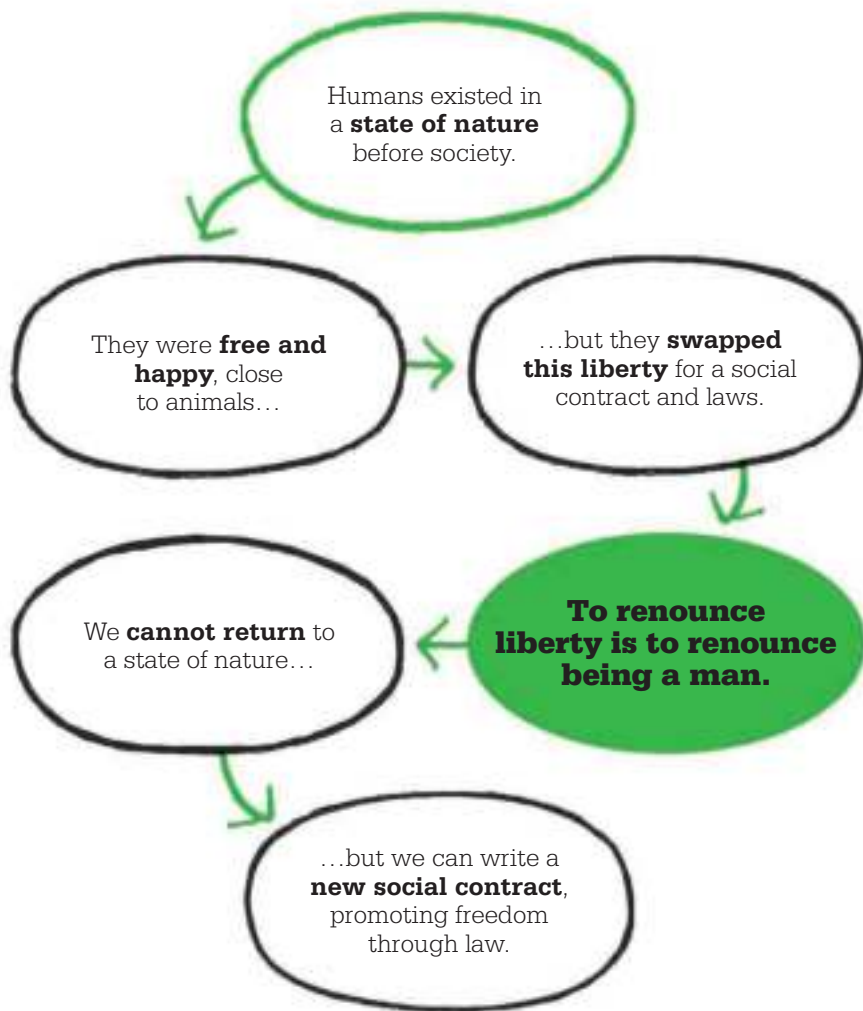 Humans existed in
a state of nature
before society.
They were free and
happy, close
to animals…
…but they swapped
this liberty for a social
contract and laws.
To renounce
liberty is to renounce
being a man.
We cannot return to
a state of nature…
…but we can write a
new social contract,
promoting freedom
through law.